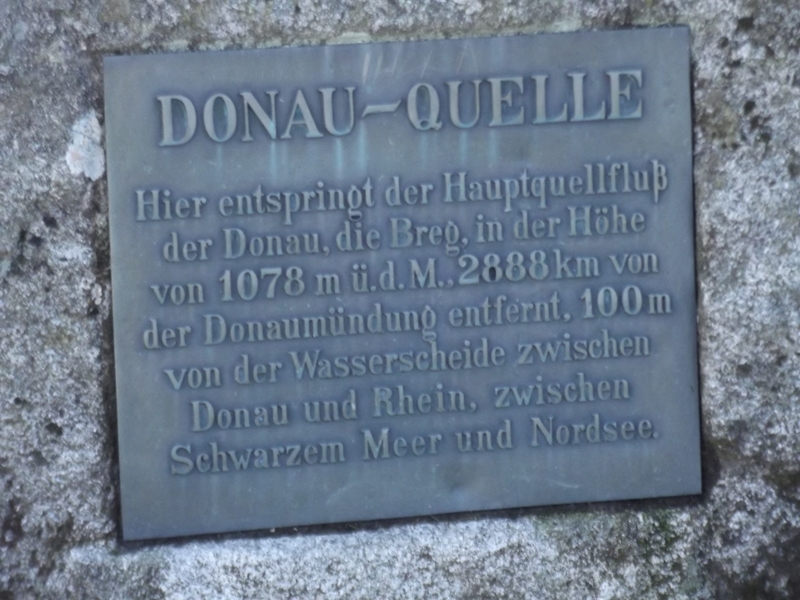 DONAU-QUELLE
Hier entspringt der Hauptquellfluß
der Donau, die Breg, in der Höhe
von 1078 m ü.d.M., 2888 km von
der Donaumündung entfernt, 100 m
von der Wasserscheide zwischen
Donau und Rhein, zwischen
Schwarzem Meer und Nordsee.